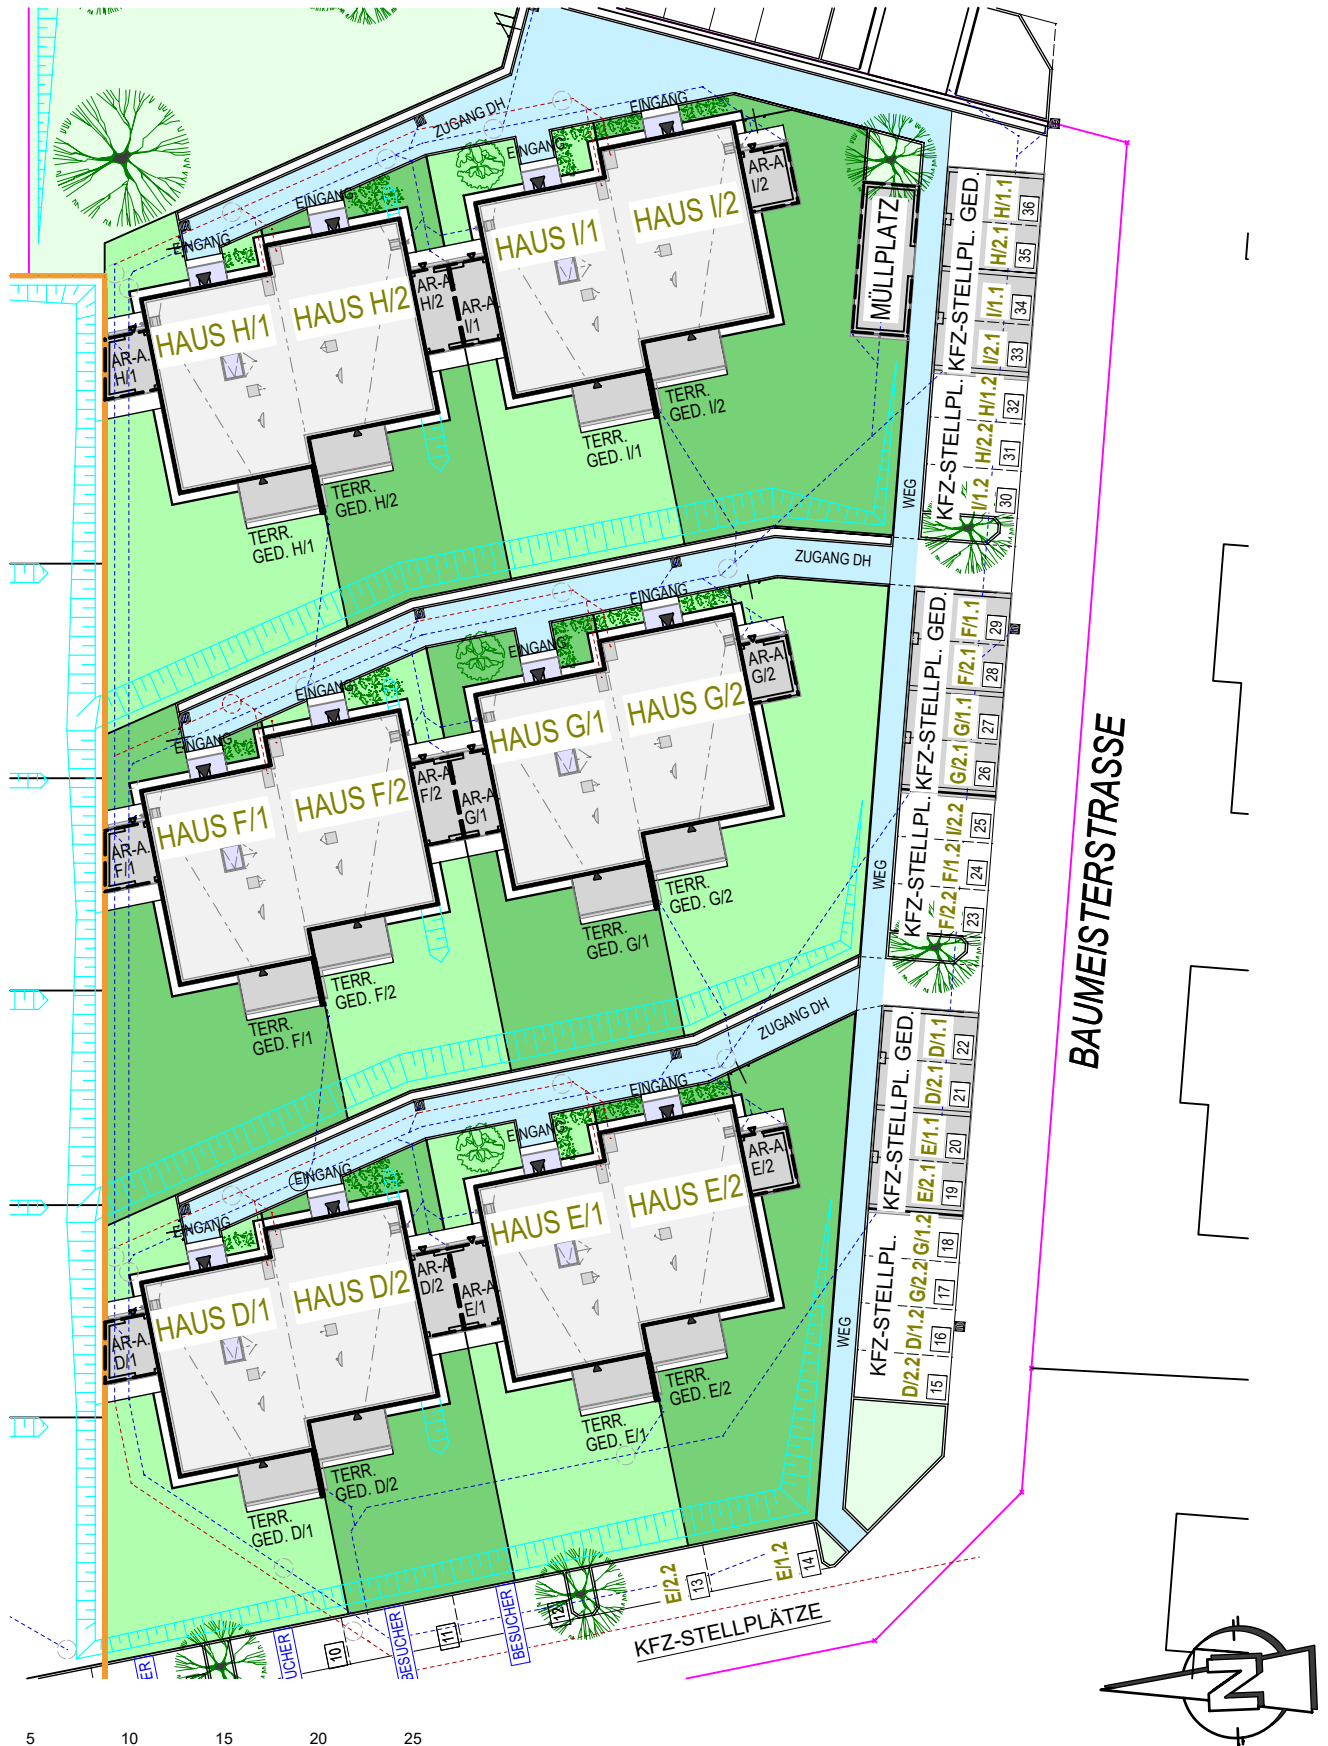 ZUGANG DH
EINGANG
EINGANG
EINGANG
EINGANG
AR-A
I/2
HAUS I/1
HAUS I/2
MÜLLPLATZ
HAUS H/1
HAUS H/2
AR-A
H/2
AR-A
I/1
AR-A.
H/1
TERR.
GED. I/2
TERR.
GED. I/1
TERR.
GED. H/2
TERR.
GED. H/1
KFZ-STELLPL. GED.
H/2.1 H/1.1
36
35
I/2.1 I/1.1
34
33
KFZ-STELLPL.
I/1.2 H/2.2 H/1.2
32
31
30
WEG
ZUGANG DH
EINGANG
EINGANG
EINGANG
EINGANG
AR-A
G/2
HAUS G/1
HAUS G/2
HAUS F/1
HAUS F/2
AR-A
F/2
AR-A
G/1
AR-A.
F/1
TERR.
GED. G/2
TERR.
GED. G/1
TERR.
GED. F/2
TERR.
GED. F/1
KFZ-STELLPL. GED.
F/2.1 F/1.1
29
28
G/2.1 G/1.1
27
26
KFZ-STELLPL.
F/2.2 F/1.2 I/2.2
25
24
23
WEG
BAUMEISTERSTRASSE
ZUGANG DH
EINGANG
EINGANG
EINGANG
EINGANG
AR-A
E/2
HAUS E/1
HAUS E/2
HAUS D/1
HAUS D/2
AR-A
D/2
AR-A
E/1
AR-A.
D/1
TERR.
GED. E/2
TERR.
GED. E/1
TERR.
GED. D/2
TERR.
GED. D/1
KFZ-STELLPL. GED.
E/2.1 E/1.1 D/2.1 D/1.1
22
21
20
19
KFZ-STELLPL.
D/2.2 D/1.2 G/2.2 G/1.2
18
17
16
15
WEG
E/2.2
13
E/1.2
14
KFZ-STELLPLÄTZE
12
BESUCHER
11
BESUCHER
10
UCHER
ER
N
5 10 15 20 25